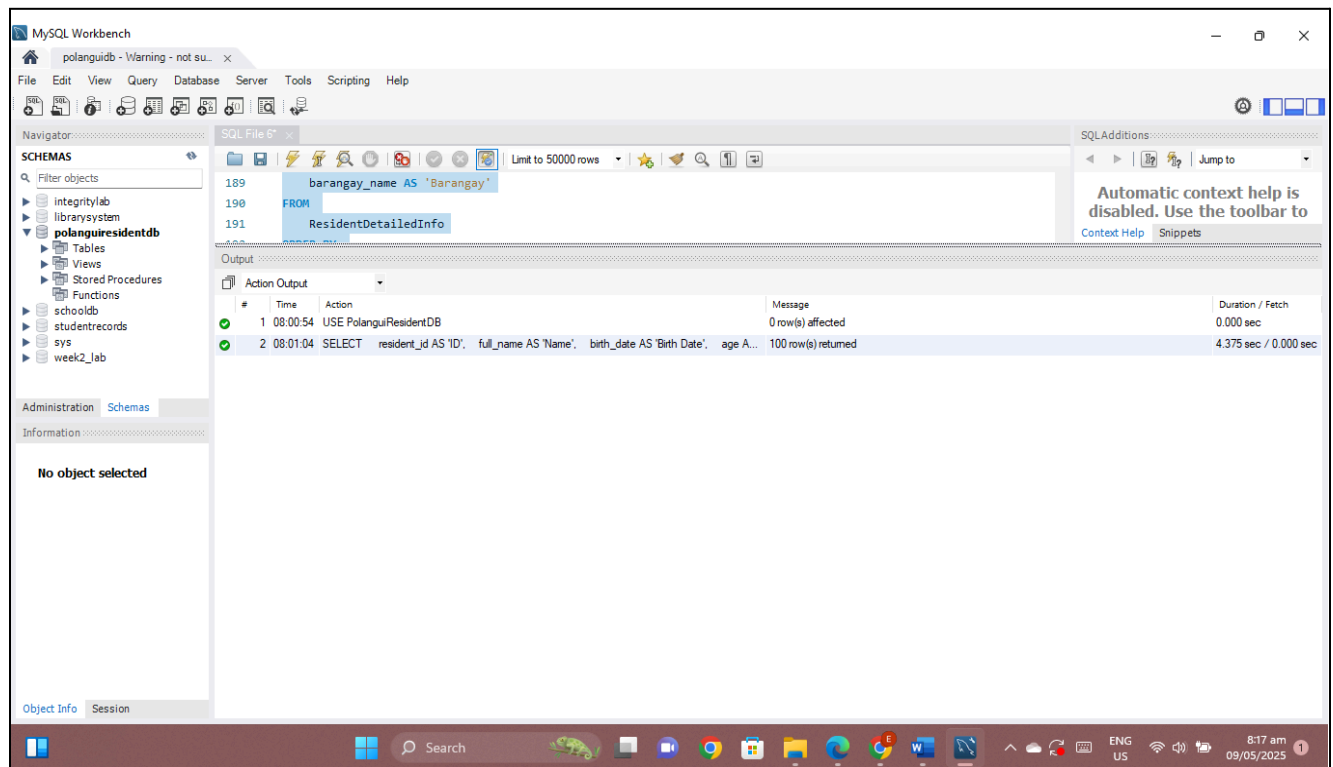 MySQL Workbench
polanguidb - Warning - not su...
File Edit View Query Database Server Tools Scripting Help
Navigator
SCHEMAS
Filter objects
integritylab
librarysystem
polanguiresidentdb
Tables
Views
Stored Procedures
Functions
schooldb
studentrecords
sys
week2_lab
Administration Schemas
Information
No object selected
Object Info Session
SQL File 6*
Limit to 50000 rows
189 barangay_name AS 'Barangay'
190 FROM
191 ResidentDetailedInfo
Output
Action Output
# Time Action Message Duration / Fetch
1 08:00:54 USE PolanguiResidentDB 0 row(s) affected 0.000 sec
2 08:01:04 SELECT resident_id AS 'ID', full_name AS 'Name', birth_date AS 'Birth Date', age A... 100 row(s) returned 4.375 sec / 0.000 sec
SQLAdditions
Jump to
Automatic context help is
disabled. Use the toolbar to
Context Help Snippets
Search
ENG
US
8:17 am
09/05/2025
1